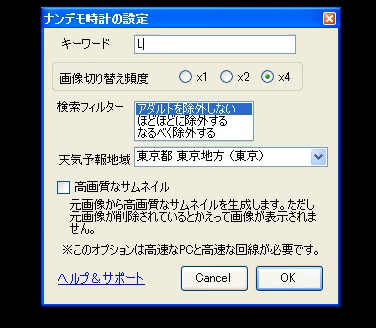 ナンデモ時計の設定
キーワード L
画像切り替え頻度 x1 x2 x4
検索フィルター アダルトを除外しない
ほどほどに除外する
なるべく除外する
天気予報地域 東京都 東京地方（東京）
高画質なサムネイル
元画像から高画質なサムネイルを生成します。ただし
元画像が削除されているとかえって画像が表示されま
せん。
※このオプションは高速なPCと高速な回線が必要です。
ヘルプ＆サポート Cancel OK